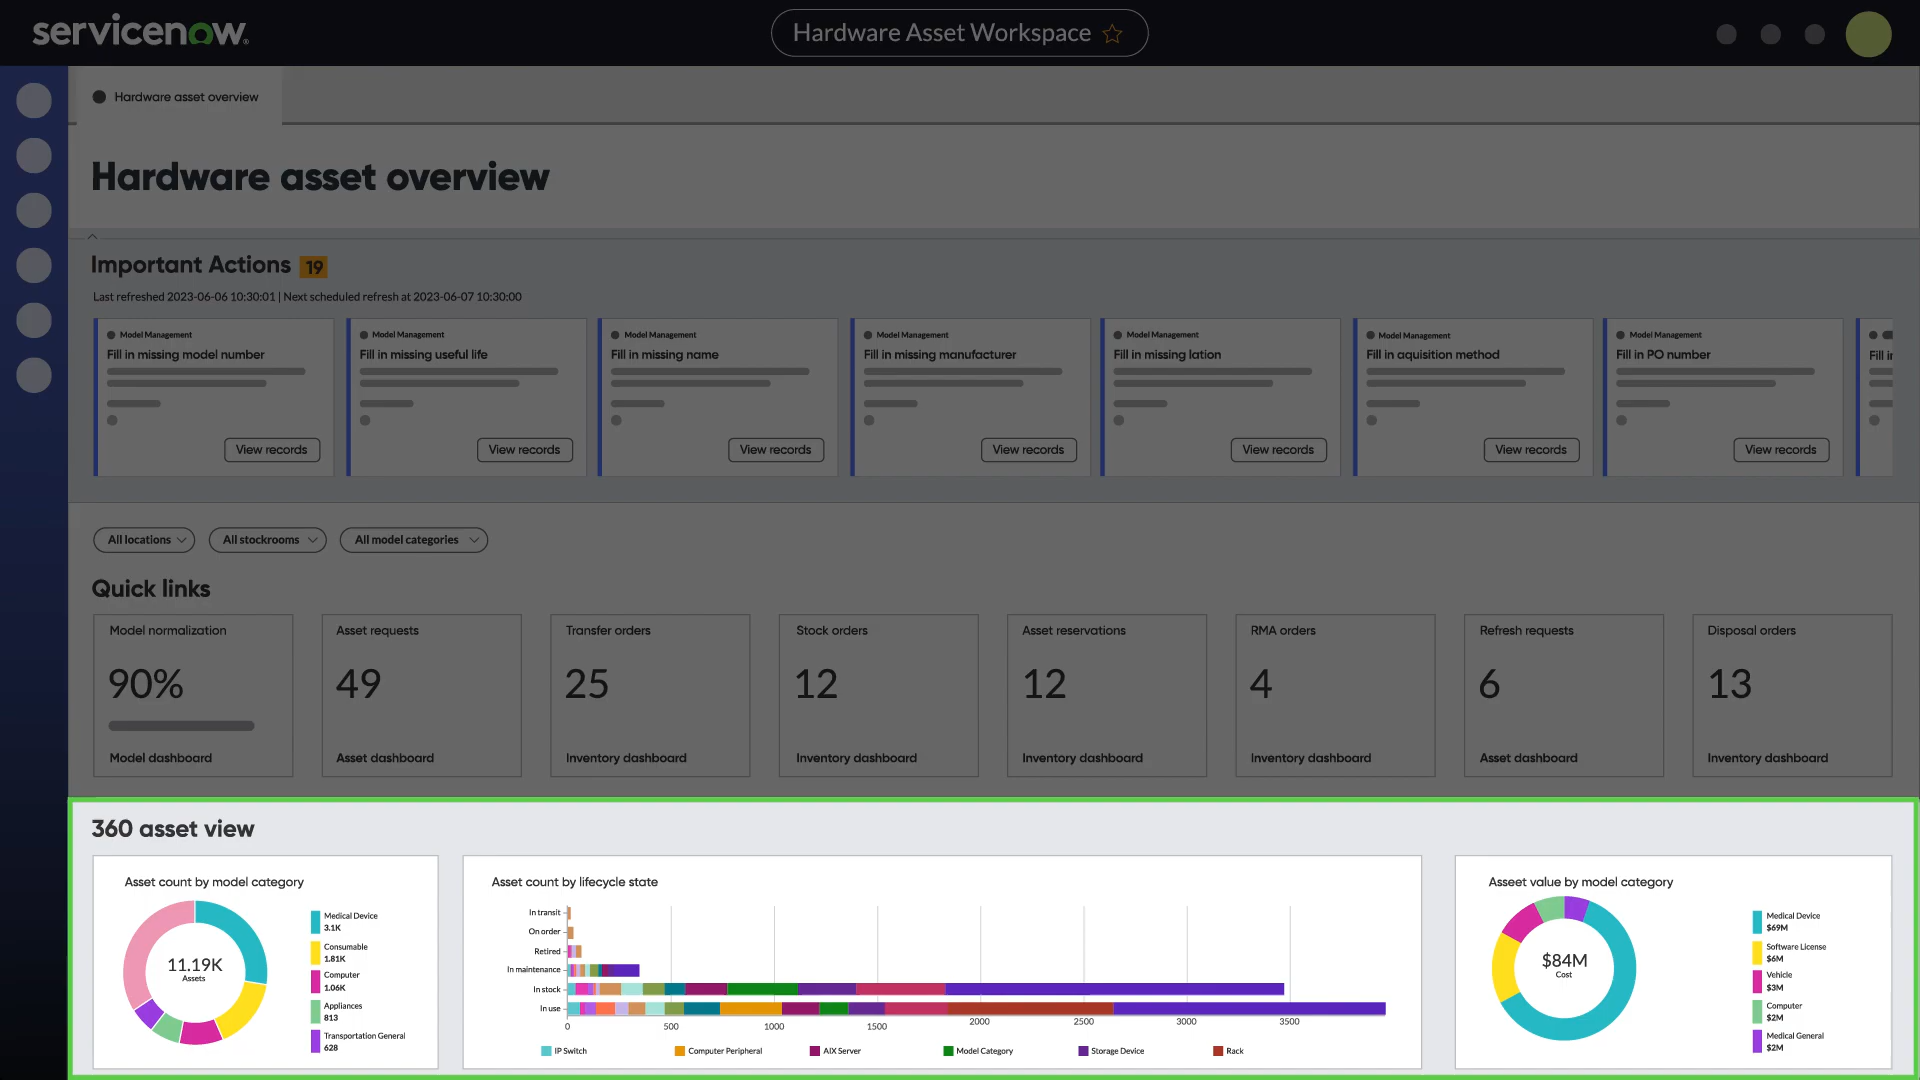 servicenow
Hardware Asset Workspace
Hardware asset overview
Hardware asset overview
Important Actions 19
Last refreshed 2023-06-06 10:30:01 | Next scheduled refresh at 2023-06-07 10:30:00
Model Management
Fill in missing model number
View records
Model Management
Fill in missing useful life
View records
Model Management
Fill in missing name
View records
Model Management
Fill in missing manufacturer
View records
Model Management
Fill in missing lation
View records
Model Management
Fill in aquisition method
View records
Model Management
Fill in PO number
View records
Fill in
All locations
All stockrooms
All model categories
Quick links
Model normalization
90%
Model dashboard
Asset requests
49
Asset dashboard
Transfer orders
25
Inventory dashboard
Stock orders
12
Inventory dashboard
Asset reservations
12
Inventory dashboard
RMA orders
4
Inventory dashboard
Refresh requests
6
Asset dashboard
Disposal orders
13
Inventory dashboard
360 asset view
Asset count by model category
11.19K
Assets
Medical Device
3.1K
Consumable
1.81K
Computer
1.06K
Appliances
813
Transportation General
628
Asset count by lifecycle state
In transit
On order
Retired
In maintenance
In stock
In use
0 500 1000 1500 2000 2500 3000 3500
IP Switch
Computer Peripheral
AIX Server
Model Category
Storage Device
Rack
Asseet value by model category
$84M
Cost
Medical Device
$69M
Software License
$6M
Vehicle
$3M
Computer
$2M
Medical General
$2M